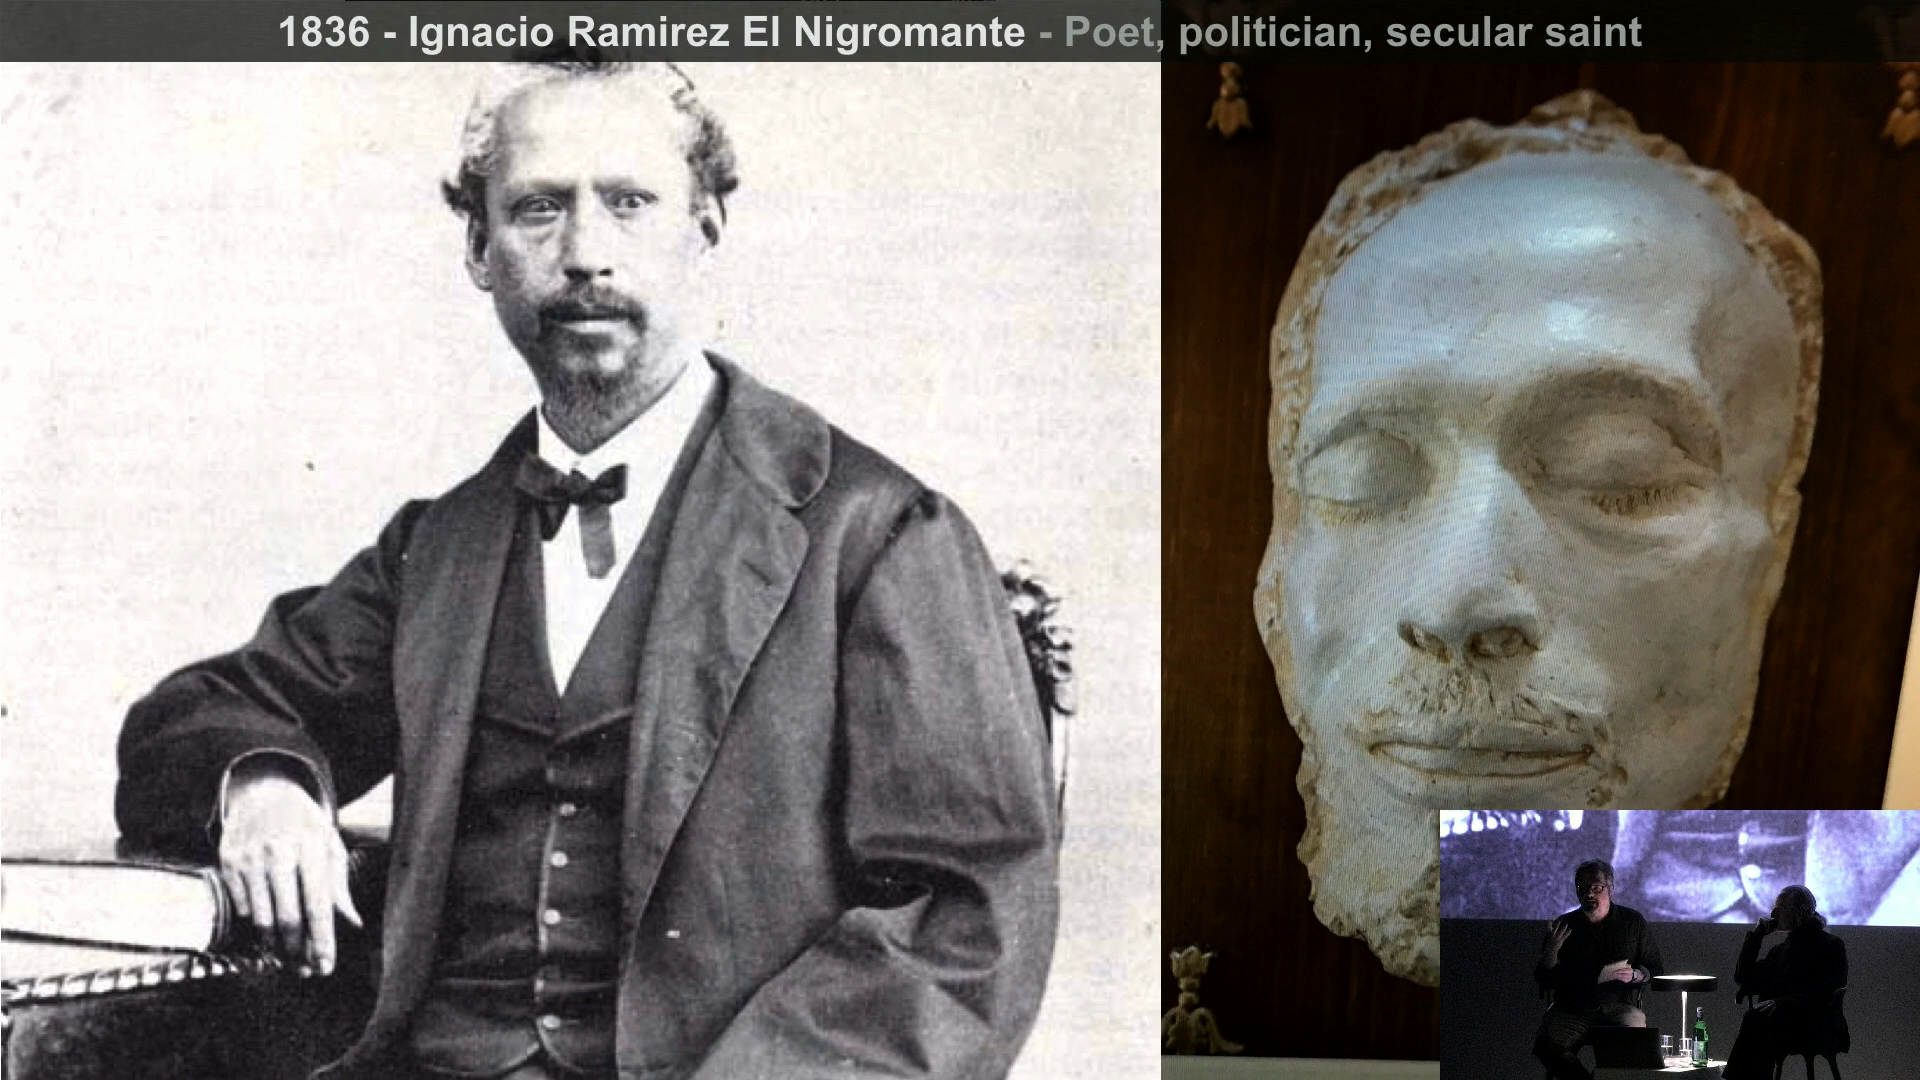 1836 - Ignacio Ramirez El Nigromante - Poet, politician, secular saint